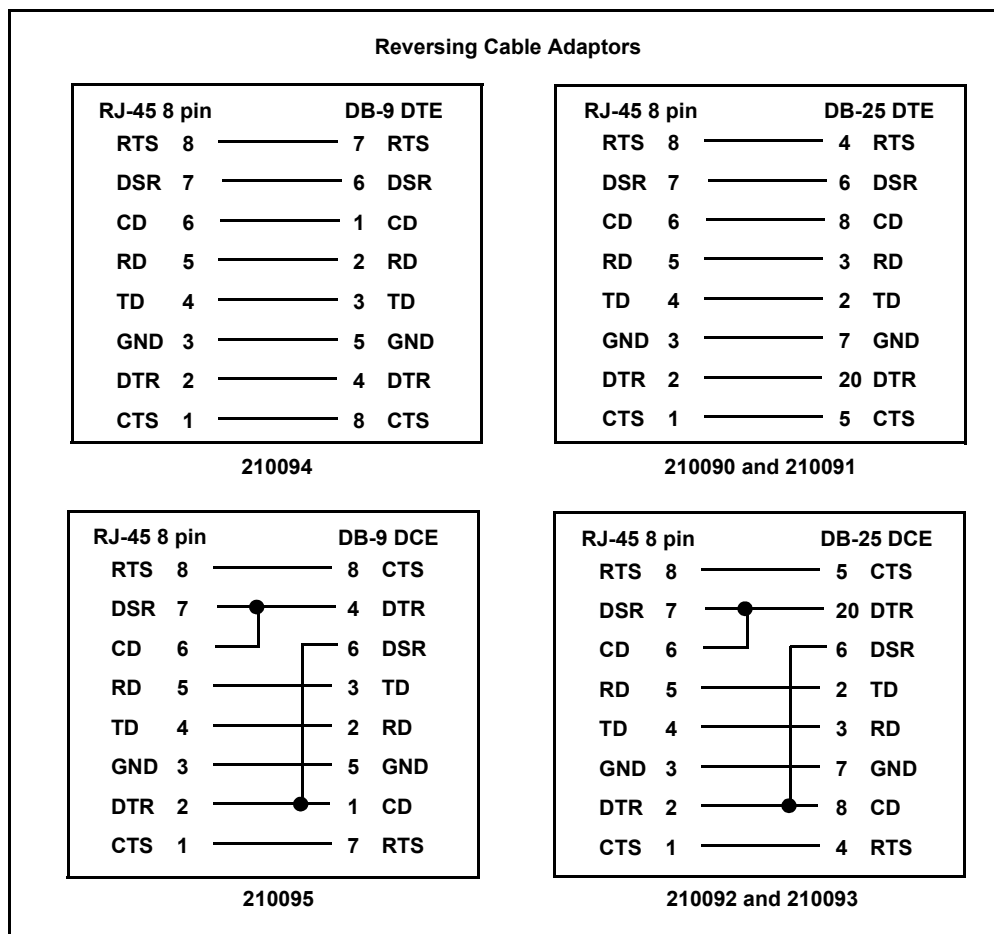 Reversing Cable Adaptors
RJ-45 8 pin DB-9 DTE
RTS 8 7 RTS
DSR 7 6 DSR
CD 6 1 CD
RD 5 2 RD
TD 4 3 TD
GND 3 5 GND
DTR 2 4 DTR
CTS 1 8 CTS
210094
RJ-45 8 pin DB-25 DTE
RTS 8 4 RTS
DSR 7 6 DSR
CD 6 8 CD
RD 5 3 RD
TD 4 2 TD
GND 3 7 GND
DTR 2 20 DTR
CTS 1 5 CTS
210090 and 210091
RJ-45 8 pin DB-9 DCE
RTS 8 8 CTS
DSR 7 4 DTR
CD 6 6 DSR
RD 5 3 TD
TD 4 2 RD
GND 3 5 GND
DTR 2 1 CD
CTS 1 7 RTS
210095
RJ-45 8 pin DB-25 DCE
RTS 8 5 CTS
DSR 7 20 DTR
CD 6 6 DSR
RD 5 2 TD
TD 4 3 RD
GND 3 7 GND
DTR 2 8 CD
CTS 1 4 RTS
210092 and 210093